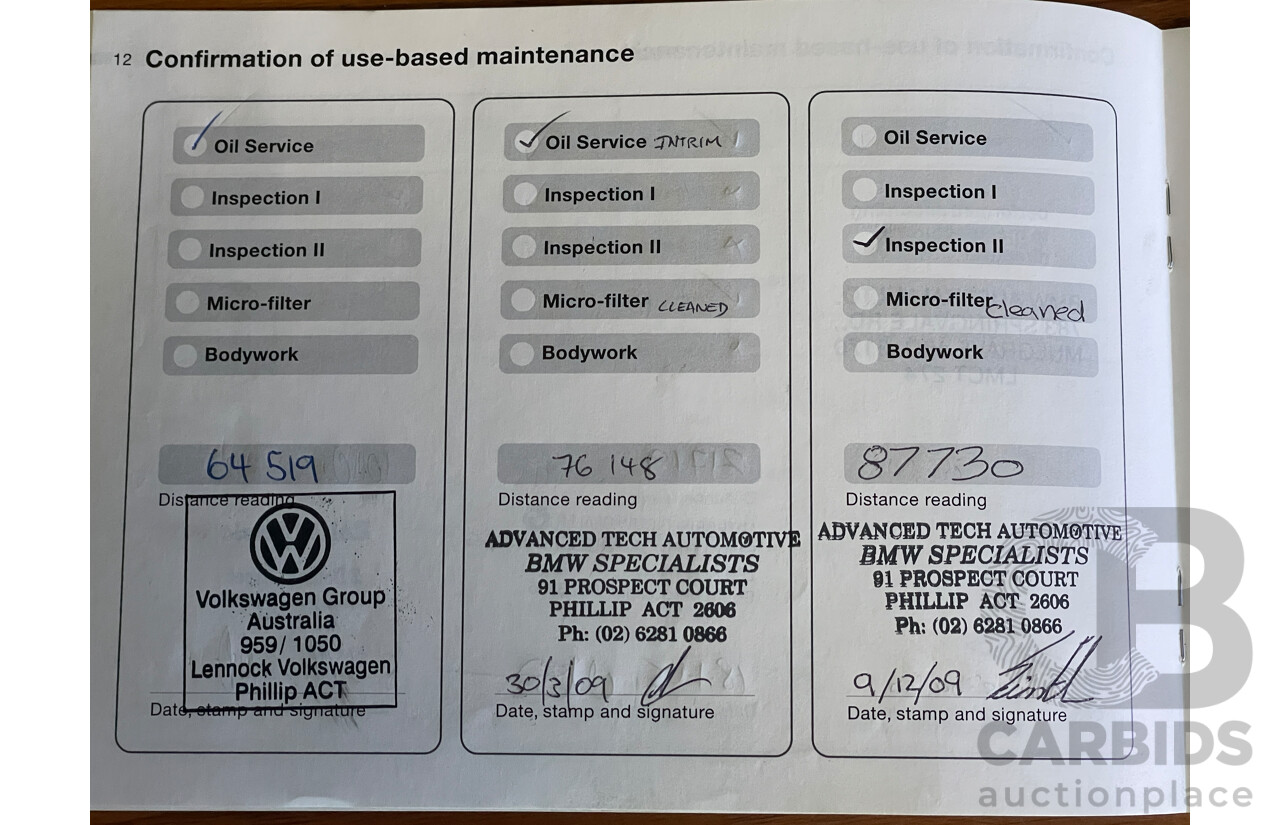 12 Confirmation of use-based maintenance
Oil Service
Inspection I
Inspection II
Micro-filter
Bodywork
64 519
Distance reading
Volkswagen Group
Australia
959/ 1050
Lennock Volkswagen
Phillip ACT
Date, stamp and signature
Oil Service INTRIM
Inspection I
Inspection II
Micro-filter CLEANED
Bodywork
76 148
Distance reading
ADVANCED TECH AUTOMOTIVE
BMW SPECIALISTS
91 PROSPECT COURT
PHILLIP ACT 2606
Ph: (02) 6281 0866
30/3/09
Date, stamp and signature
Oil Service
Inspection I
Inspection II
Micro-filter cleaned
Bodywork
87730
Distance reading
ADVANCED TECH AUTOMOTIVE
BMW SPECIALISTS
91 PROSPECT COURT
PHILLIP ACT 2606
Ph: (02) 6281 0866
9/12/09
Date, stamp and signature
CARBIDS
auctionplace